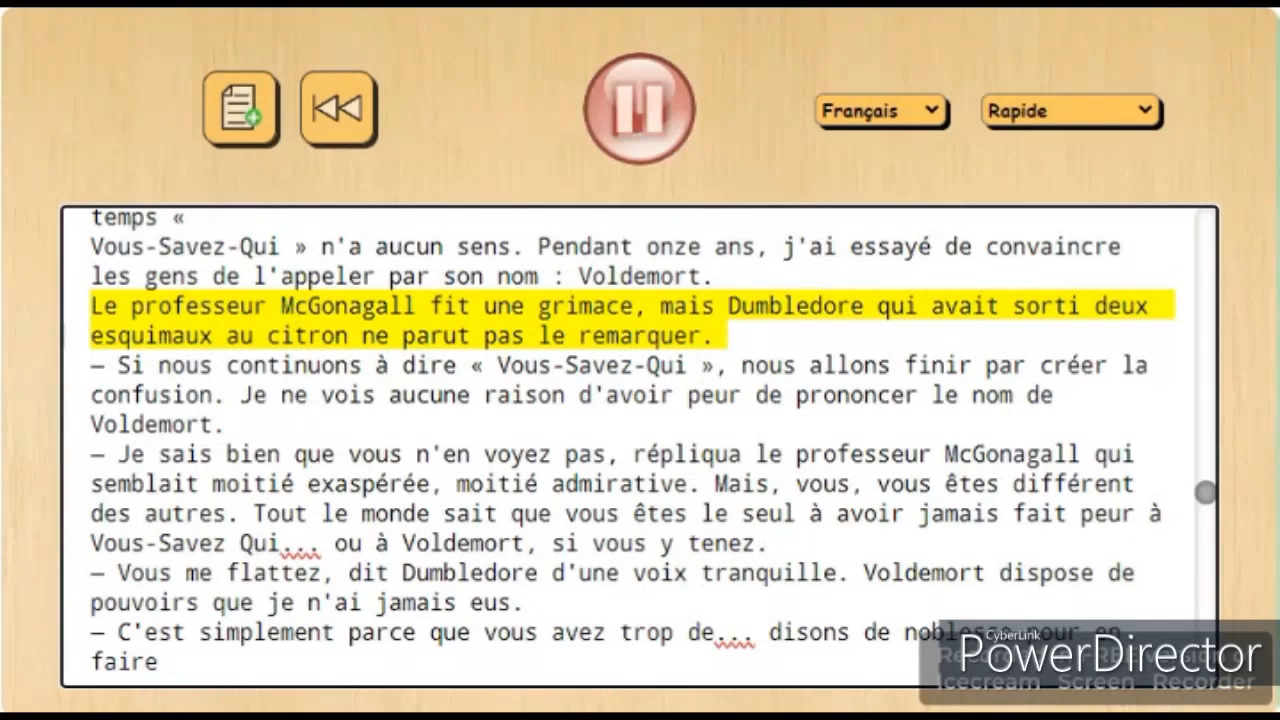 Français
Rapide
temps «
Vous-Savez-Qui » n'a aucun sens. Pendant onze ans, j'ai essayé de convaincre
les gens de l'appeler par son nom : Voldemort.
Le professeur McGonagall fit une grimace, mais Dumbledore qui avait sorti deux
esquimaux au citron ne parut pas le remarquer.
– Si nous continuons à dire « Vous-Savez-Qui », nous allons finir par créer la
confusion. Je ne vois aucune raison d'avoir peur de prononcer le nom de
Voldemort.
– Je sais bien que vous n'en voyez pas, répliqua le professeur McGonagall qui
semblait moitié exaspérée, moitié admirative. Mais, vous, vous êtes différent
des autres. Tout le monde sait que vous êtes le seul à avoir jamais fait peur à
Vous-Savez Qui... ou à Voldemort, si vous y tenez.
– Vous me flattez, dit Dumbledore d'une voix tranquille. Voldemort dispose de
pouvoirs que je n'ai jamais eus.
– C'est simplement parce que vous avez trop de... disons de noblesse pour en
faire
CyberLink
PowerDirector
Icecream Screen Recorder